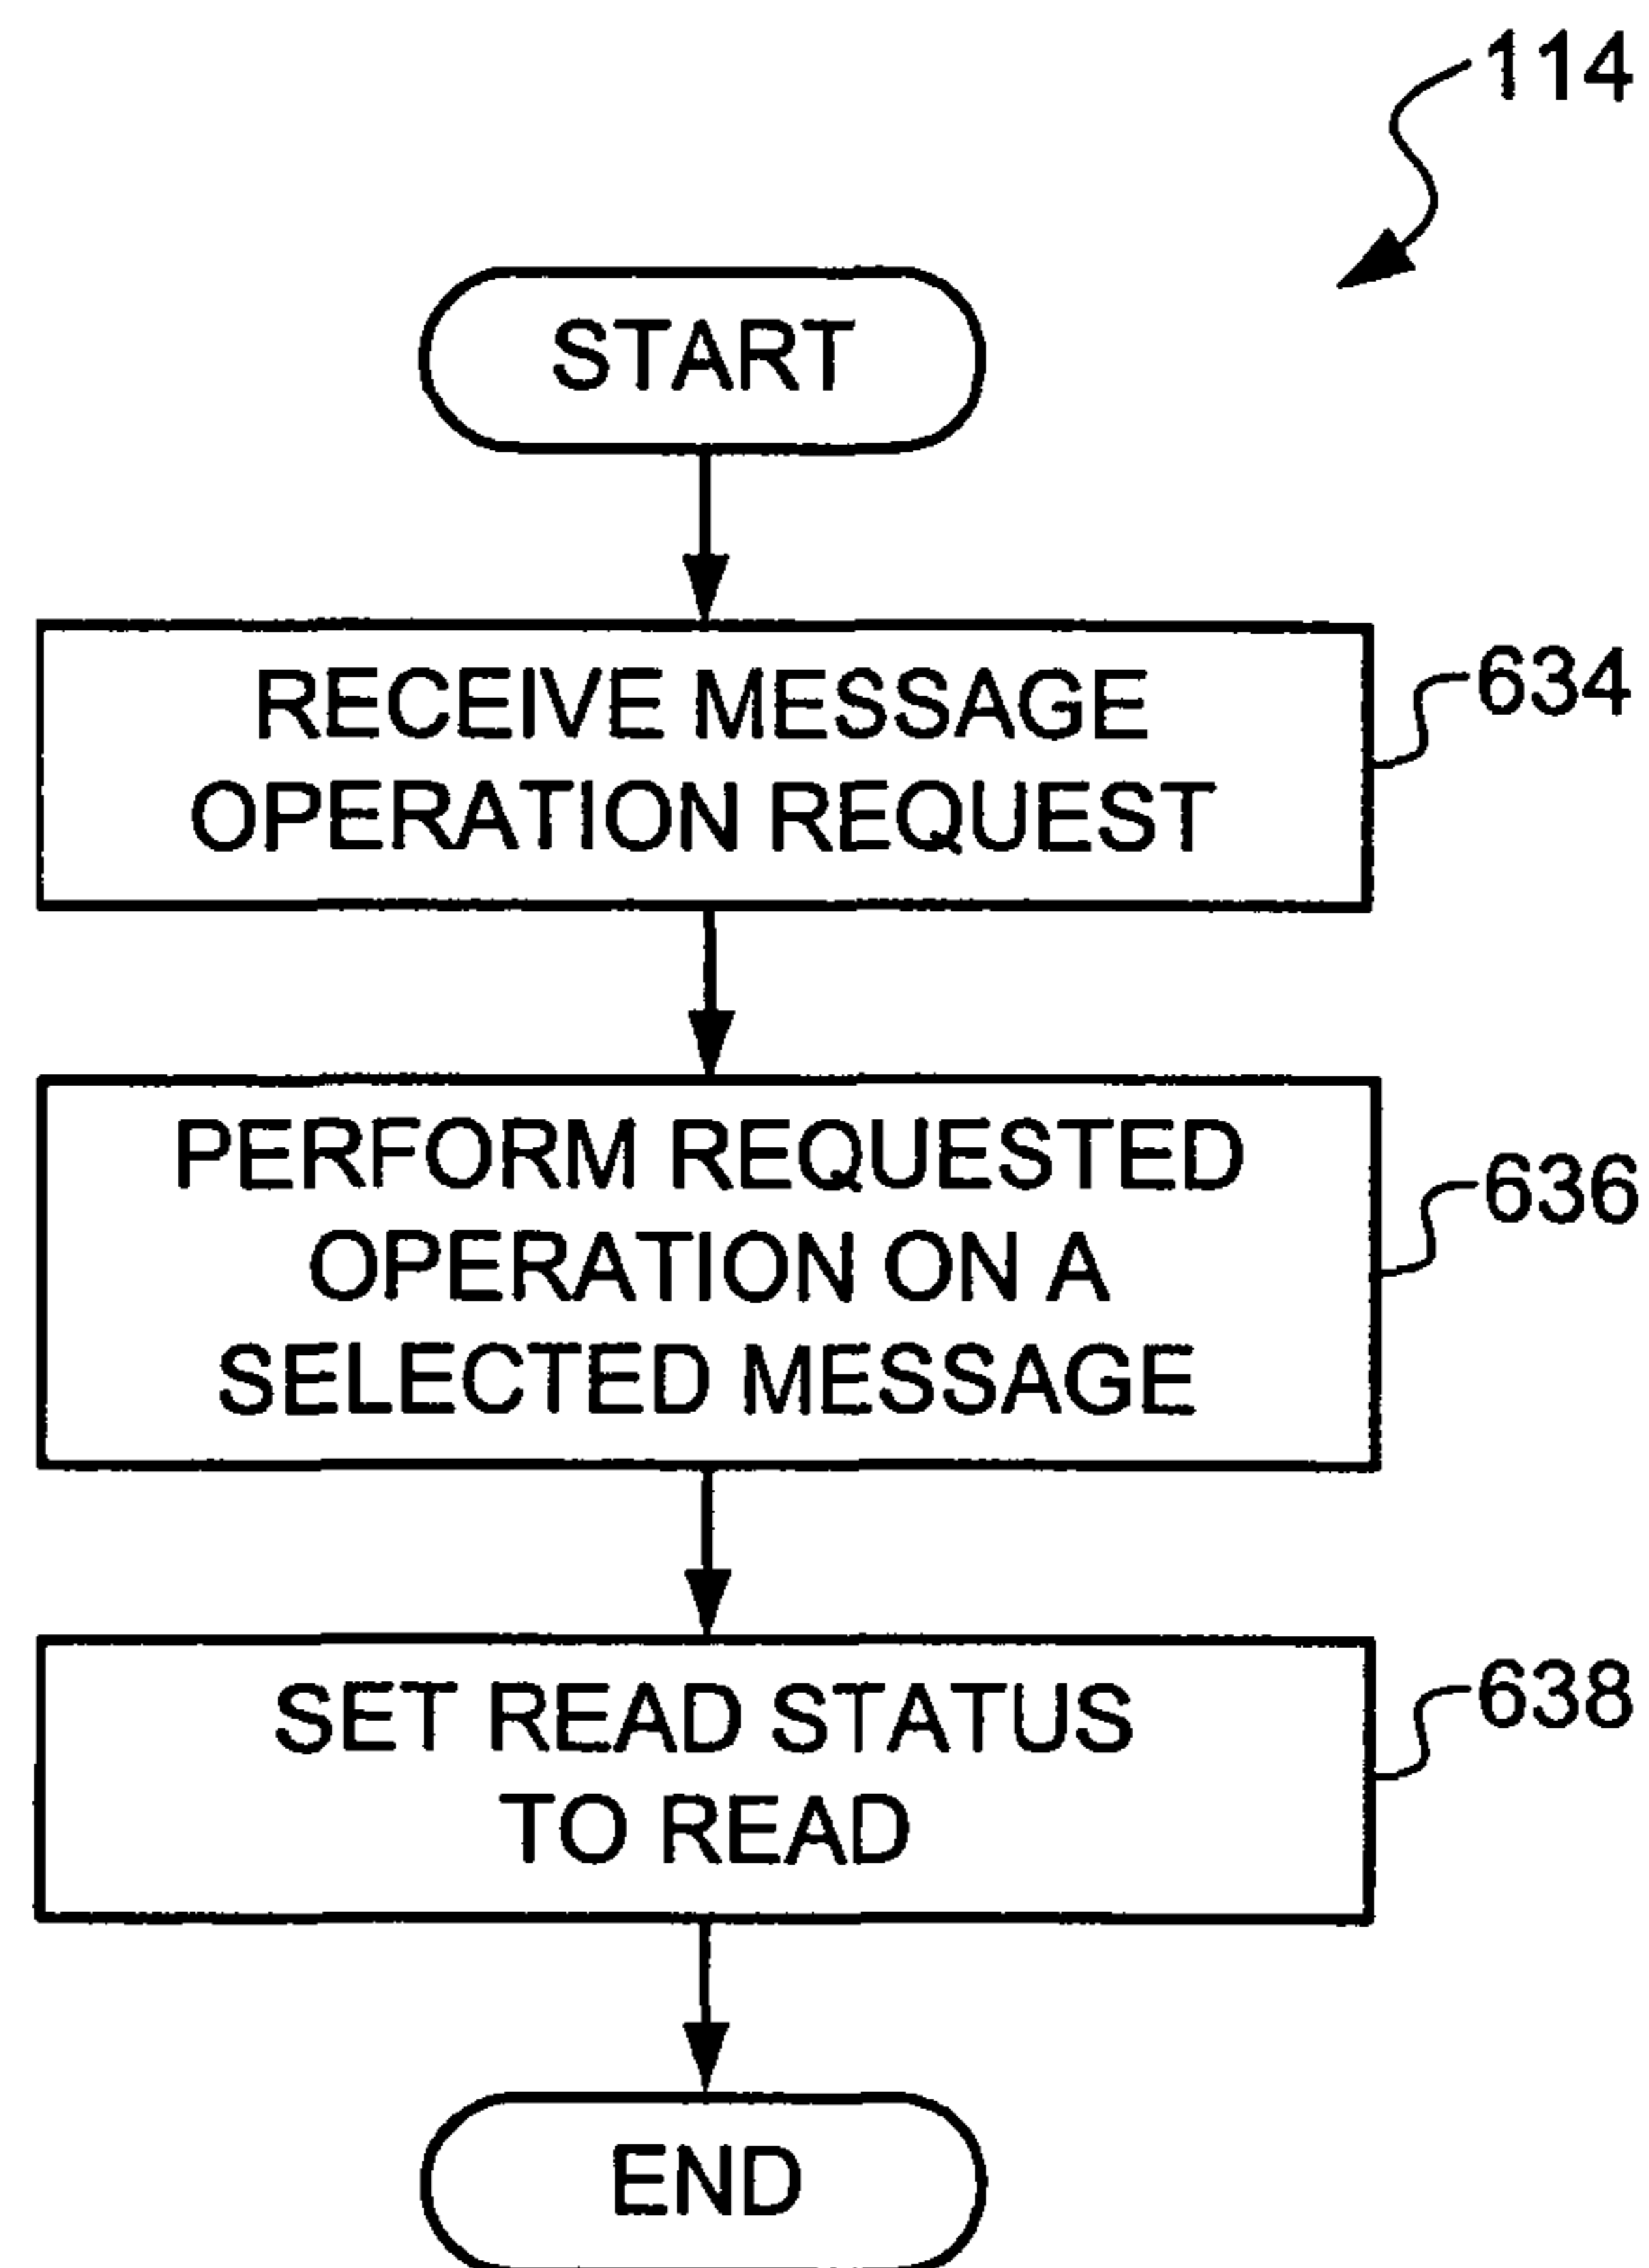 114
START
RECEIVE MESSAGE
OPERATION REQUEST
634
PERFORM REQUESTED
OPERATION ON A
SELECTED MESSAGE
636
SET READ STATUS
TO READ
638
END